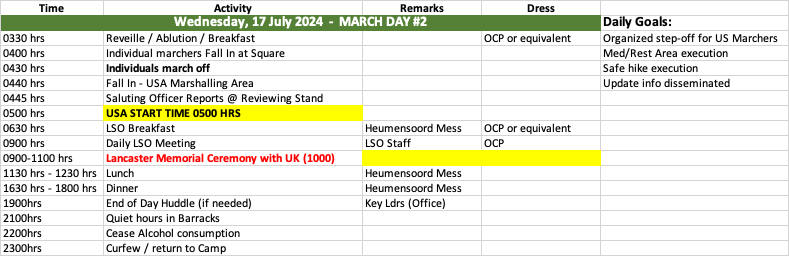 Time Activity Remarks Dress
Wednesday, 17 July 2024 - MARCH DAY #2 Daily Goals:
0330 hrs Reveille / Ablution / Breakfast OCP or equivalent Organized step-off for US Marchers
0400 hrs Individual marchers Fall In at Square Med/Rest Area execution
0430 hrs Individuals march off Safe hike execution
0440 hrs Fall In - USA Marshalling Area Update info disseminated
0445 hrs Saluting Officer Reports @ Reviewing Stand
0500 hrs USA START TIME 0500 HRS
0630 hrs LSO Breakfast Heumensoord Mess OCP or equivalent
0900 hrs Daily LSO Meeting LSO Staff OCP
0900-1100 hrs Lancaster Memorial Ceremony with UK (1000)
1130 hrs - 1230 hrs Lunch Heumensoord Mess
1630 hrs - 1800 hrs Dinner Heumensoord Mess
1900hrs End of Day Huddle (if needed) Key Ldrs (Office)
2100hrs Quiet hours in Barracks
2200hrs Cease Alcohol consumption
2300hrs Curfew / return to Camp